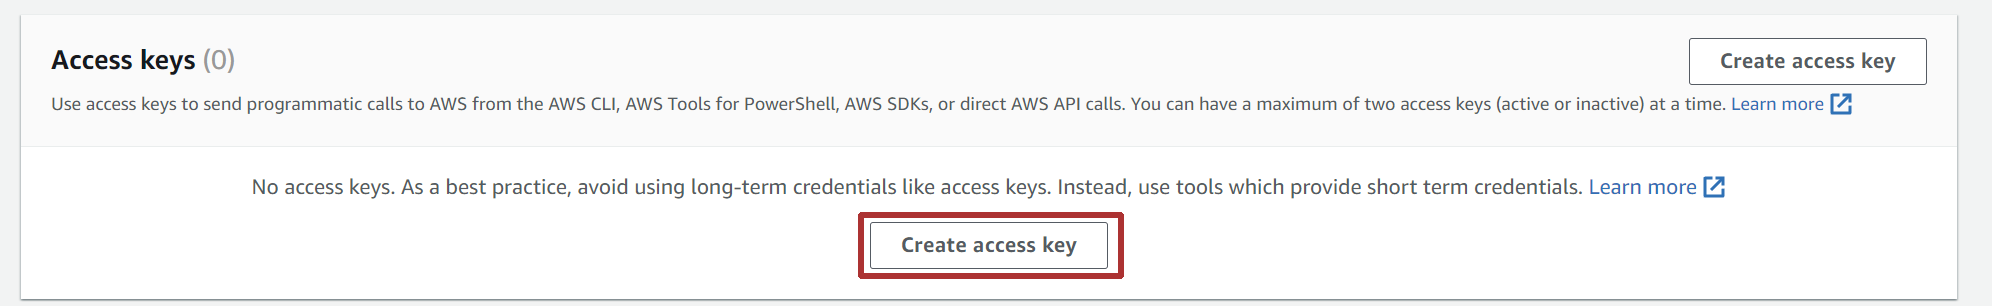 Access keys (0)
Create access key
Use access keys to send programmatic calls to AWS from the AWS CLI, AWS Tools for PowerShell, AWS SDKs, or direct AWS API calls. You can have a maximum of two access keys (active or inactive) at a time. Learn more
No access keys. As a best practice, avoid using long-term credentials like access keys. Instead, use tools which provide short term credentials. Learn more
Create access key